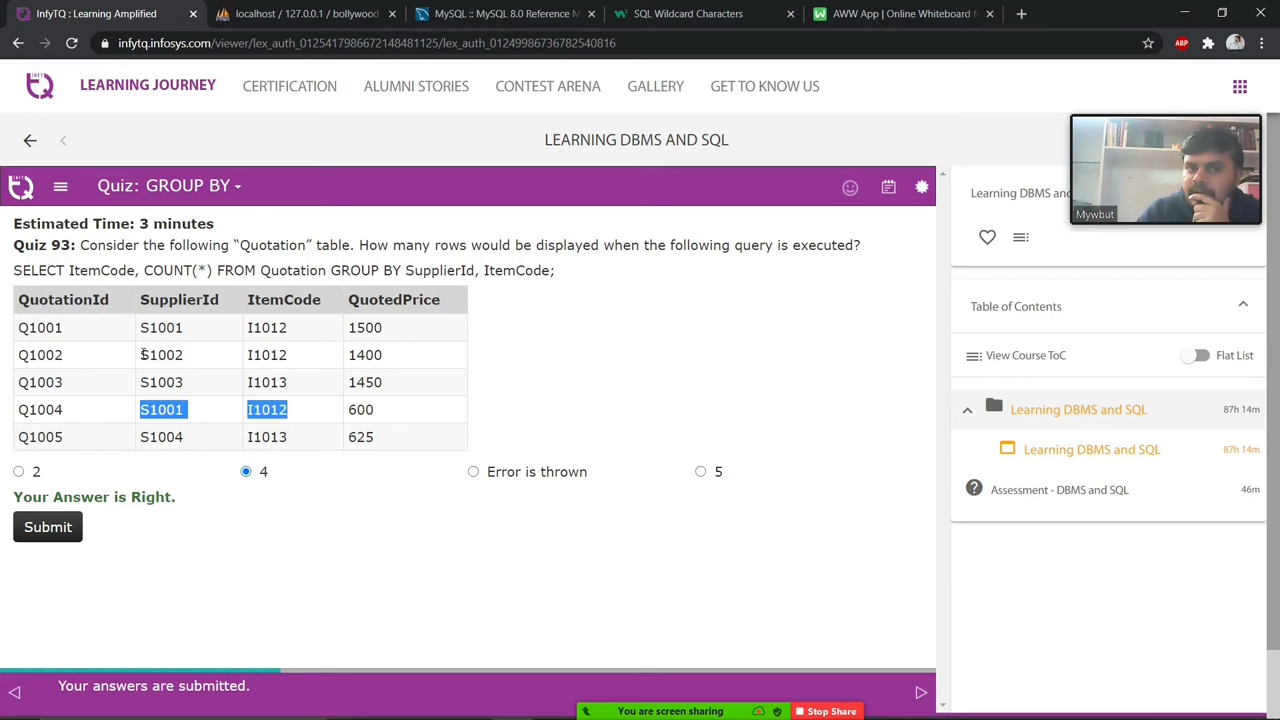 InfyTQ | Learning Amplified
localhost / 127.0.0.1 / bollywood
MySQL :: MySQL 8.0 Reference M
SQL Wildcard Characters
AWW App | Online Whiteboard f
infytq.infosys.com/viewer/lex_auth_012541798672148481125/lex_auth_01249986736782540816
ABP
LEARNING JOURNEY CERTIFICATION ALUMNI STORIES CONTEST ARENA GALLERY GET TO KNOW US
LEARNING DBMS AND SQL
Quiz: GROUP BY
Estimated Time: 3 minutes
Quiz 93: Consider the following “Quotation” table. How many rows would be displayed when the following query is executed?
SELECT ItemCode, COUNT(*) FROM Quotation GROUP BY SupplierId, ItemCode;
QuotationId SupplierId ItemCode QuotedPrice
Q1001 S1001 I1012 1500
Q1002 S1002 I1012 1400
Q1003 S1003 I1013 1450
Q1004 S1001 I1012 600
Q1005 S1004 I1013 625
2 4 Error is thrown 5
Your Answer is Right.
Submit
Your answers are submitted.
Learning DBMS an
Mywbut
Table of Contents
View Course ToC Flat List
Learning DBMS and SQL 87h 14m
Learning DBMS and SQL 87h 14m
Assessment - DBMS and SQL 46m
You are screen sharing Stop Share